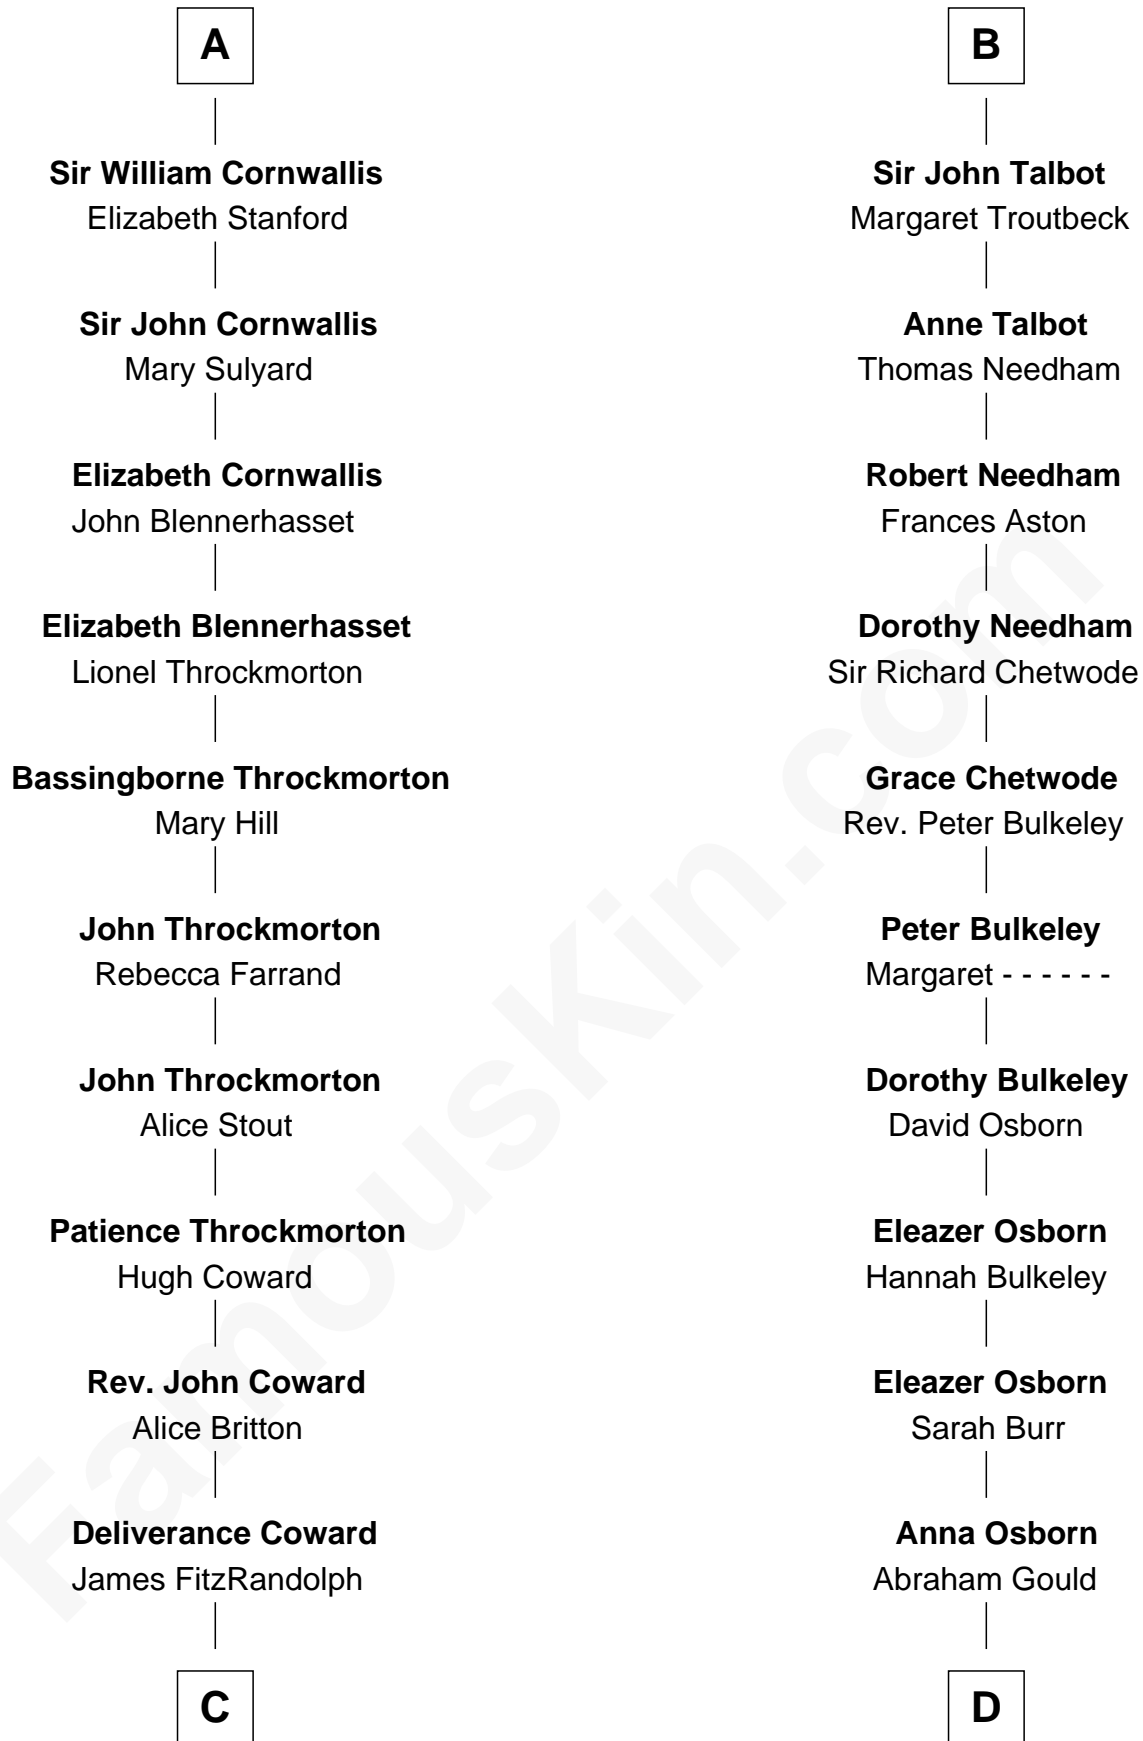 A
Sir William Cornwallis
Elizabeth Stanford
Sir John Cornwallis
Mary Sulyard
Elizabeth Cornwallis
John Blennerhasset
Elizabeth Blennerhasset
Lionel Throckmorton
Bassingborne Throckmorton
Mary Hill
John Throckmorton
Rebecca Farrand
John Throckmorton
Alice Stout
Patience Throckmorton
Hugh Coward
Rev. John Coward
Alice Britton
Deliverance Coward
James FitzRandolph
C
B
Sir John Talbot
Margaret Troutbeck
Anne Talbot
Thomas Needham
Robert Needham
Frances Aston
Dorothy Needham
Sir Richard Chetwode
Grace Chetwode
Rev. Peter Bulkeley
Peter Bulkeley
Margaret - - - - - -
Dorothy Bulkeley
David Osborn
Eleazer Osborn
Hannah Bulkeley
Eleazer Osborn
Sarah Burr
Anna Osborn
Abraham Gould
D
FamousKin.com